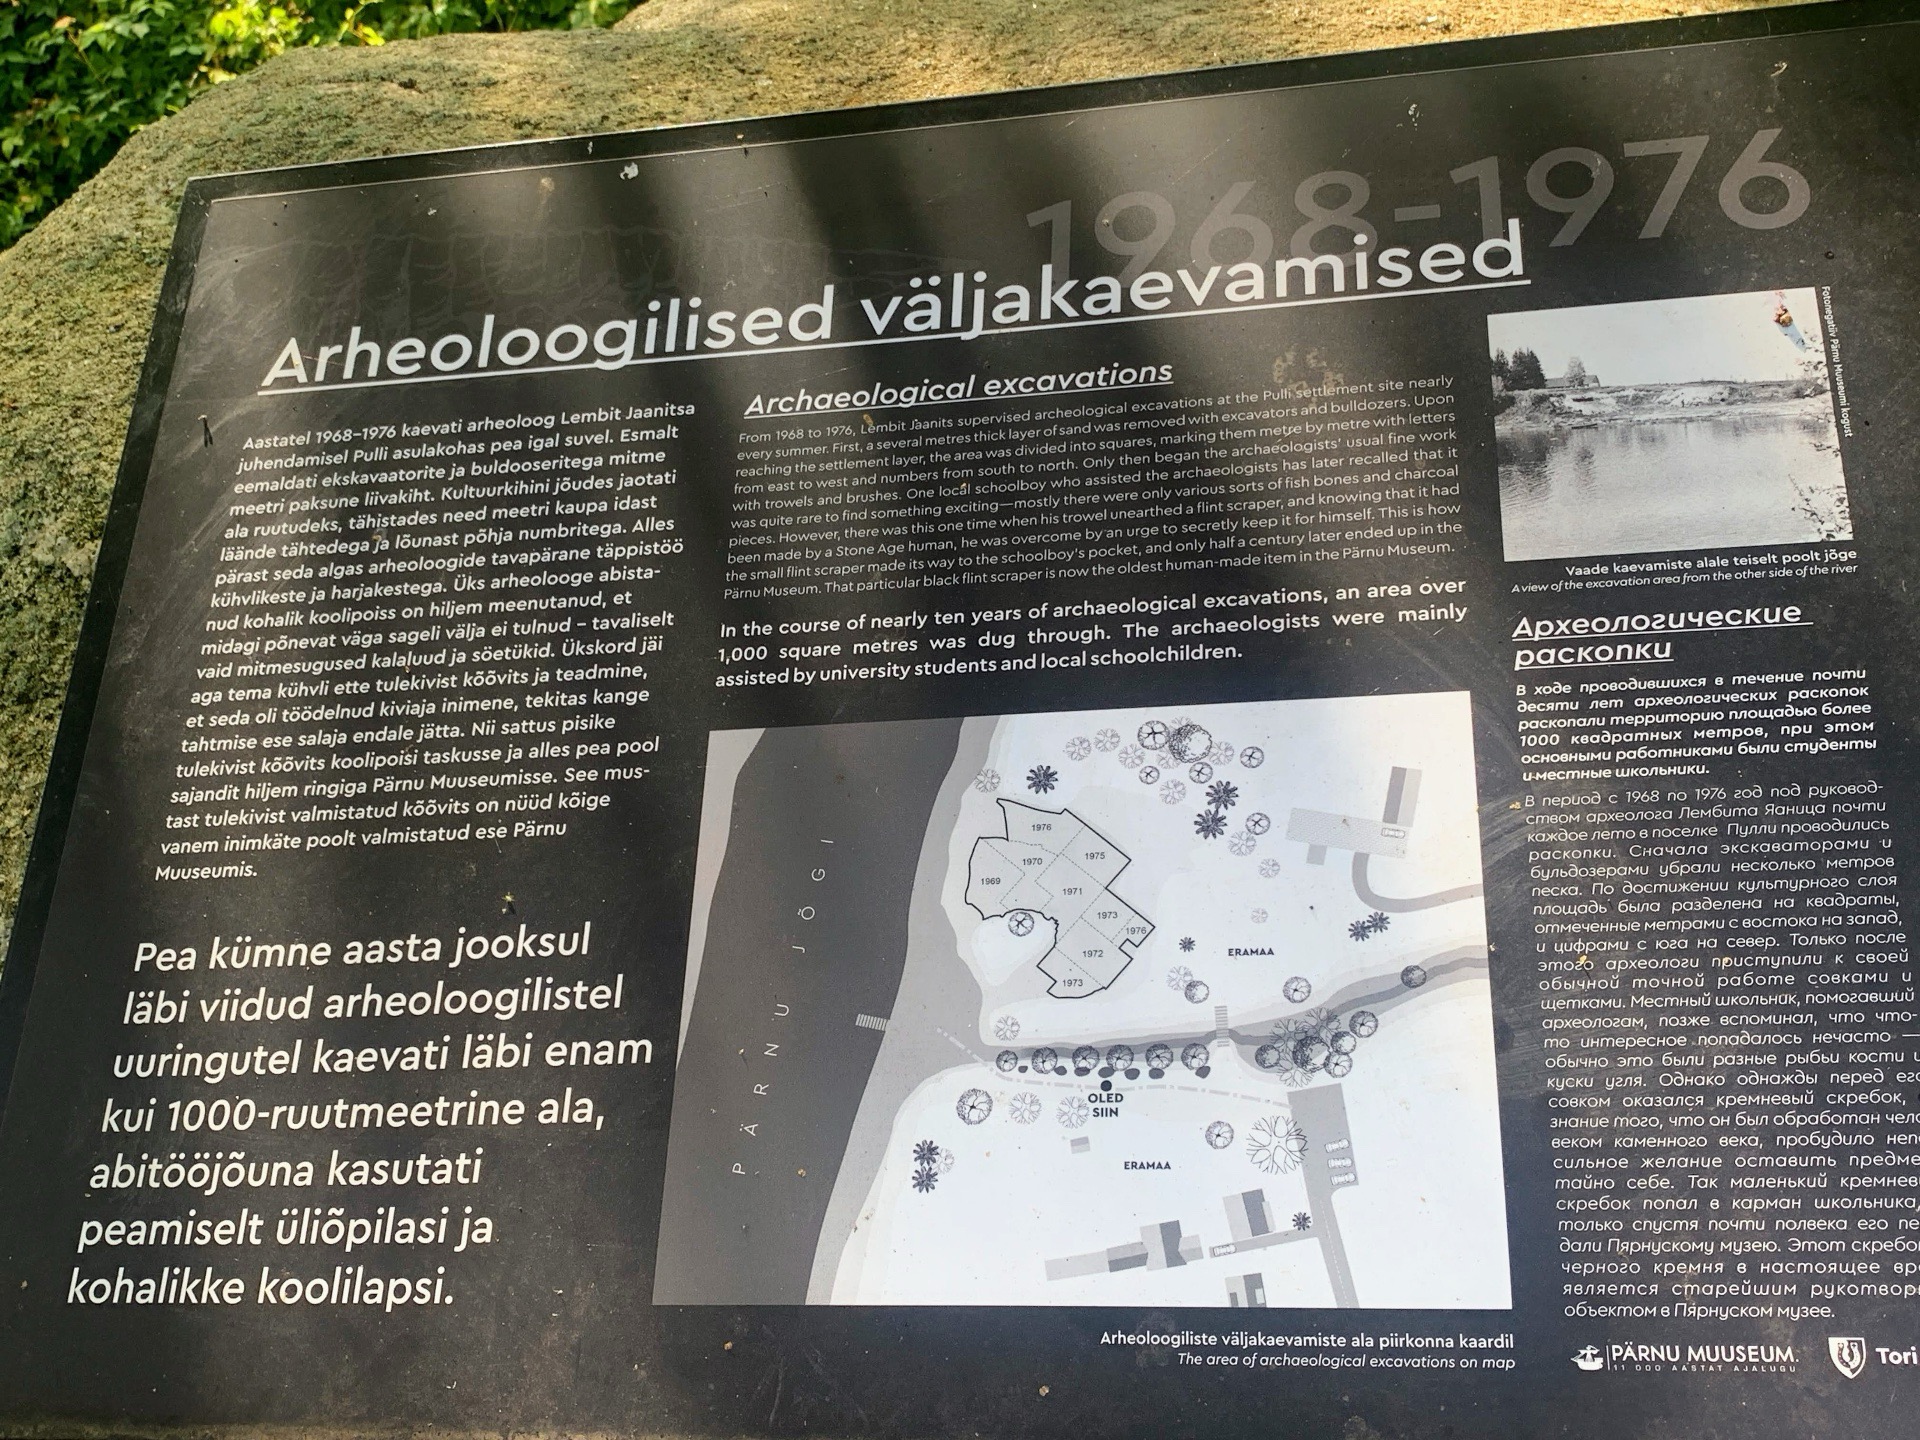 1968-1976
Arheoloogilised väljakaevamised
Aastatel 1968–1976 kaevati arheoloog Lembit Jaanitsa
juhendamisel Pulli asulakohas pea igal suvel. Esmalt
eemaldati ekskavaatorite ja buldooseritega mitme
meetri paksune liivakiht. Kultuurkihini jõudes jaotati
ala ruutudeks, tähistades need meetri kaupa idast
läände tähtedega ja lõunast põhja numbritega. Alles
pärast seda algas arheoloogide tavapärane täppistöö
kühvlikeste ja harjakestega. Üks arheolooge abista-
nud kohalik koolipoiss on hiljem meenutanud, et
midagi põnevat väga sageli välja ei tulnud – tavaliselt
vaid mitmesugused kalaluud ja söetükid. Ükskord jäi
aga tema kühvli ette tulekivist kõõvits ja teadmine,
et seda oli töödelnud kiviaja inimene, tekitas kange
tahtmise ese salaja endale jätta. Nii sattus pisike
tulekivist kõõvits koolipoisi taskusse ja alles pea pool
sajandit hiljem ringiga Pärnu Muuseumisse. See mus-
tast tulekivist valmistatud kõõvits on nüüd kõige
vanem inimkäte poolt valmistatud ese Pärnu
Muuseumis.
Pea kümne aasta jooksul
läbi viidud arheoloogilistel
uuringutel kaevati läbi enam
kui 1000-ruutmeetrine ala,
abitööjõuna kasutati
peamiselt üliõpilasi ja
kohalikke koolilapsi.
Archaeological excavations
From 1968 to 1976, Lembit Jaanits supervised archeological excavations at the Pulli settlement site nearly
every summer. First, a several metres thick layer of sand was removed with excavators and bulldozers. Upon
reaching the settlement layer, the area was divided into squares, marking them metre by metre with letters
from east to west and numbers from south to north. Only then began the archaeologists' usual fine work
with trowels and brushes. One local schoolboy who assisted the archaeologists has later recalled that it
was quite rare to find something exciting—mostly there were only various sorts of fish bones and charcoal
pieces. However, there was this one time when his trowel unearthed a flint scraper, and knowing that it had
been made by a Stone Age human, he was overcome by an urge to secretly keep it for himself. This is how
the small flint scraper made its way to the schoolboy's pocket, and only half a century later ended up in the
Pärnu Museum. That particular black flint scraper is now the oldest human-made item in the Pärnu Museum.
In the course of nearly ten years of archaeological excavations, an area over
1,000 square metres was dug through. The archaeologists were mainly
assisted by university students and local schoolchildren.
PÄRNU JÕGI
1976
1975
1970
1969
1971
1973
1976
1972
1973
ERAMAA
OLED
SIIN
ERAMAA
Arheoloogiliste väljakaevamiste ala piirkonna kaardil
The area of archaeological excavations on map
Fotonegatiiv Pärnu Muuseumi kogust
Vaade kaevamiste alale teiselt poolt jõge
A view of the excavation area from the other side of the river
Археологические
раскопки
В ходе проводившихся в течение почти
десяти лет археологических раскопок
раскопали территорию площадью более
1000 квадратных метров, при этом
основными работниками были студенты
и местные школьники.
В период с 1968 по 1976 год под руковод-
ством археолога Лембита Яаница почти
каждое лето в поселке Пулли проводились
раскопки. Сначала экскаваторами и
бульдозерами убрали несколько метров
песка. По достижении культурного слоя
площадь была разделена на квадраты,
отмеченные метрами с востока на запад,
и цифрами с юга на север. Только после
этого археологи приступили к своей
обычной точной работе совками и
щетками. Местный школьник, помогавший
археологам, позже вспоминал, что что-
то интересное попадалось нечасто —
обычно это были разные рыбьи кости и
куски угля. Однако однажды перед его
совком оказался кремневый скребок,
знание того, что он был обработан чело
веком каменного века, пробудило неп
сильное желание оставить предме
тайно себе. Так маленький кремнев
скребок попал в карман школьника,
только спустя почти полвека его пе
дали Пярнускому музею. Этот скребо
черного кремня в настоящее вр
является старейшим рукотвор
объектом в Пярнуском музее.
PÄRNU MUUSEUM.
11 000 AASTAT AJALUGU
Tori